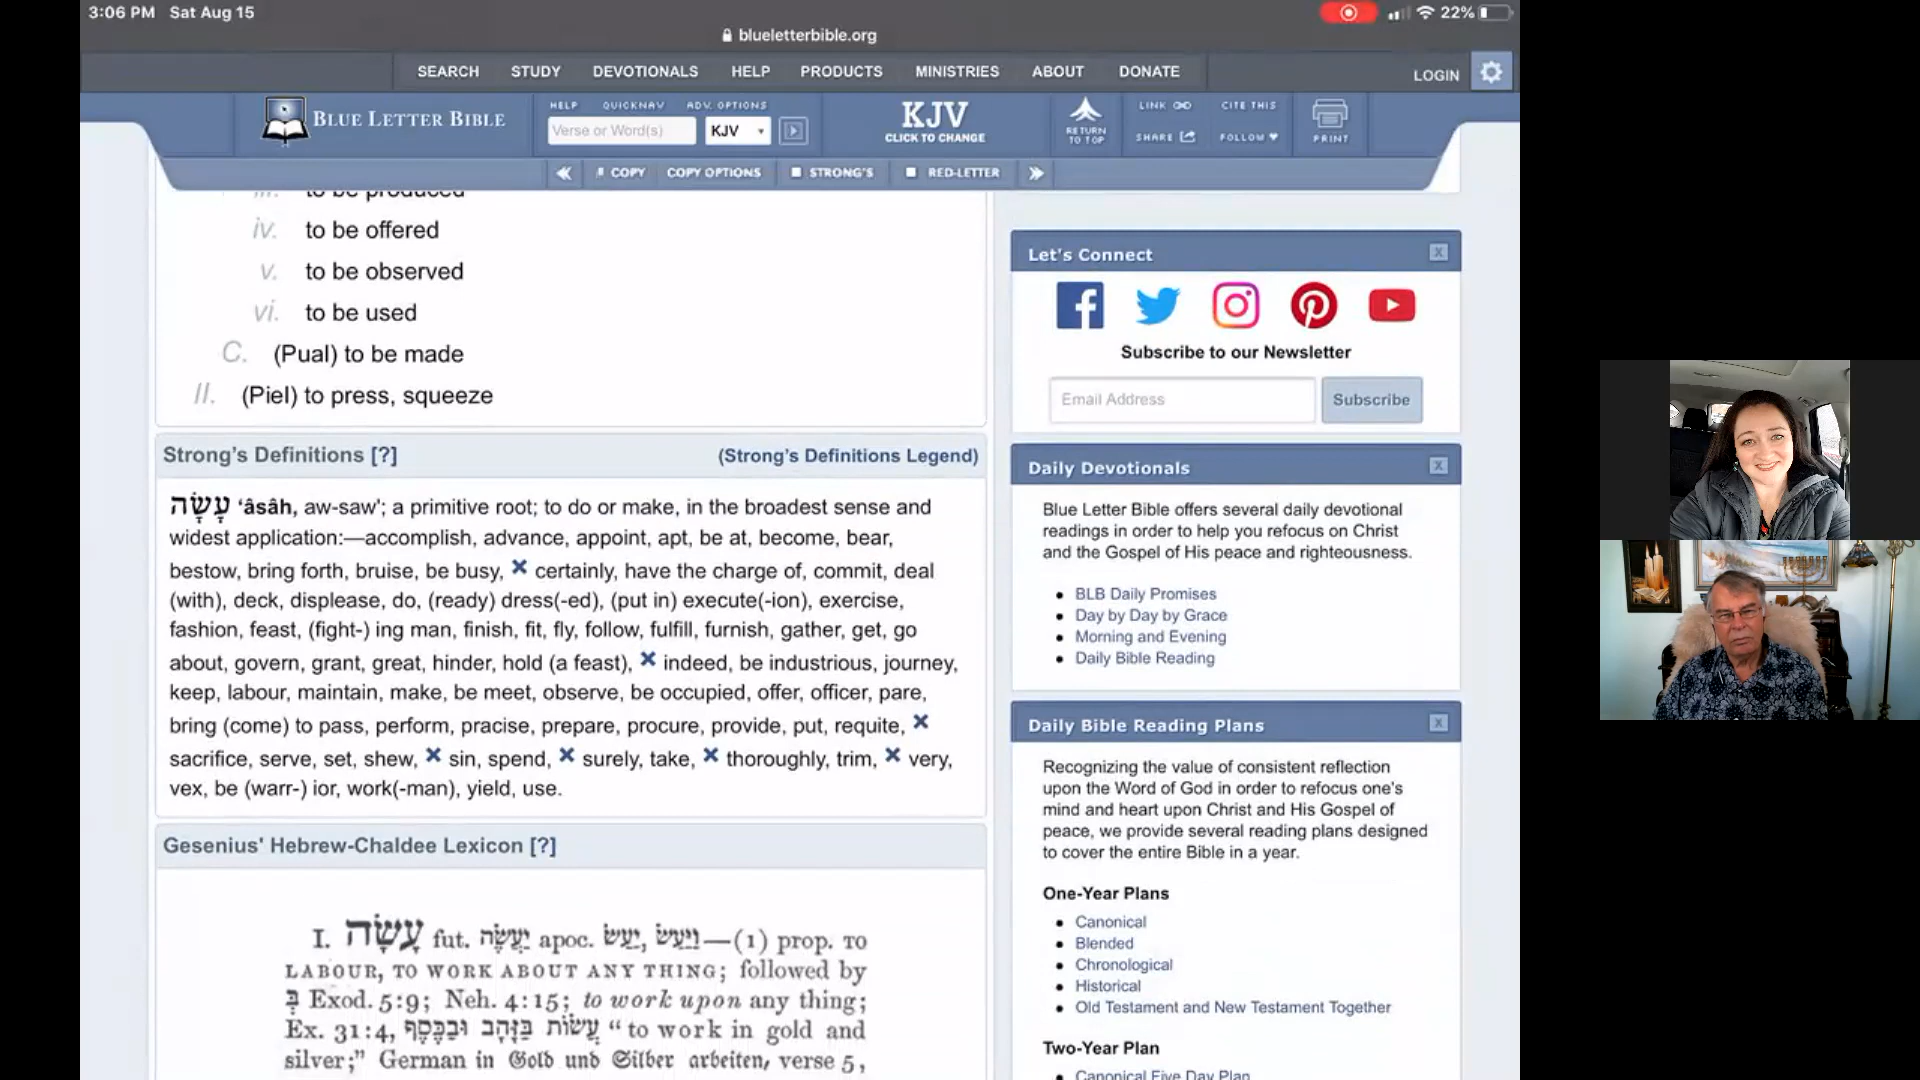 3:06 PM Sat Aug 15
22%
blueletterbible.org
SEARCH STUDY DEVOTIONALS HELP PRODUCTS MINISTRIES ABOUT DONATE
LOGIN
BLUE LETTER BIBLE
HELP QUICKNAV ADV. OPTIONS
Verse or Word(s) KJV
KJV
CLICK TO CHANGE
RETURN
TO TOP
LINK CITE THIS
SHARE FOLLOW
PRINT
COPY COPY OPTIONS STRONG'S RED-LETTER
iii. to be produced
iv. to be offered
v. to be observed
vi. to be used
C. (Pual) to be made
II. (Piel) to press, squeeze
Strong's Definitions [?] (Strong's Definitions Legend)
עָשָׂה ʻâsâh, aw-saw'; a primitive root; to do or make, in the broadest sense and
widest application:—accomplish, advance, appoint, apt, be at, become, bear,
bestow, bring forth, bruise, be busy, × certainly, have the charge of, commit, deal
(with), deck, displease, do, (ready) dress(-ed), (put in) execute(-ion), exercise,
fashion, feast, (fight-) ing man, finish, fit, fly, follow, fulfill, furnish, gather, get, go
about, govern, grant, great, hinder, hold (a feast), × indeed, be industrious, journey,
keep, labour, maintain, make, be meet, observe, be occupied, offer, officer, pare,
bring (come) to pass, perform, pracise, prepare, procure, provide, put, requite, ×
sacrifice, serve, set, shew, × sin, spend, × surely, take, × thoroughly, trim, × very,
vex, be (warr-) ior, work(-man), yield, use.
Gesenius' Hebrew-Chaldee Lexicon [?]
I. עָשָׂה fut. יַעֲשֶׂה apoc. יַעַשׂ, וַיַּעַשׂ—(1) prop. TO
LABOUR, TO WORK ABOUT ANY THING; followed by
בְּ Exod. 5:9; Neh. 4:15; to work upon any thing;
Ex. 31:4, עֲשׂוֹת בַּזָּהָב וּבַכֶּסֶף "to work in gold and
silver;" German in Gold und Silber arbeiten, verse 5,
Let's Connect
Subscribe to our Newsletter
Email Address Subscribe
Daily Devotionals
Blue Letter Bible offers several daily devotional
readings in order to help you refocus on Christ
and the Gospel of His peace and righteousness.
• BLB Daily Promises
• Day by Day by Grace
• Morning and Evening
• Daily Bible Reading
Daily Bible Reading Plans
Recognizing the value of consistent reflection
upon the Word of God in order to refocus one's
mind and heart upon Christ and His Gospel of
peace, we provide several reading plans designed
to cover the entire Bible in a year.
One-Year Plans
• Canonical
• Blended
• Chronological
• Historical
• Old Testament and New Testament Together
Two-Year Plan
• Canonical Five Day Plan